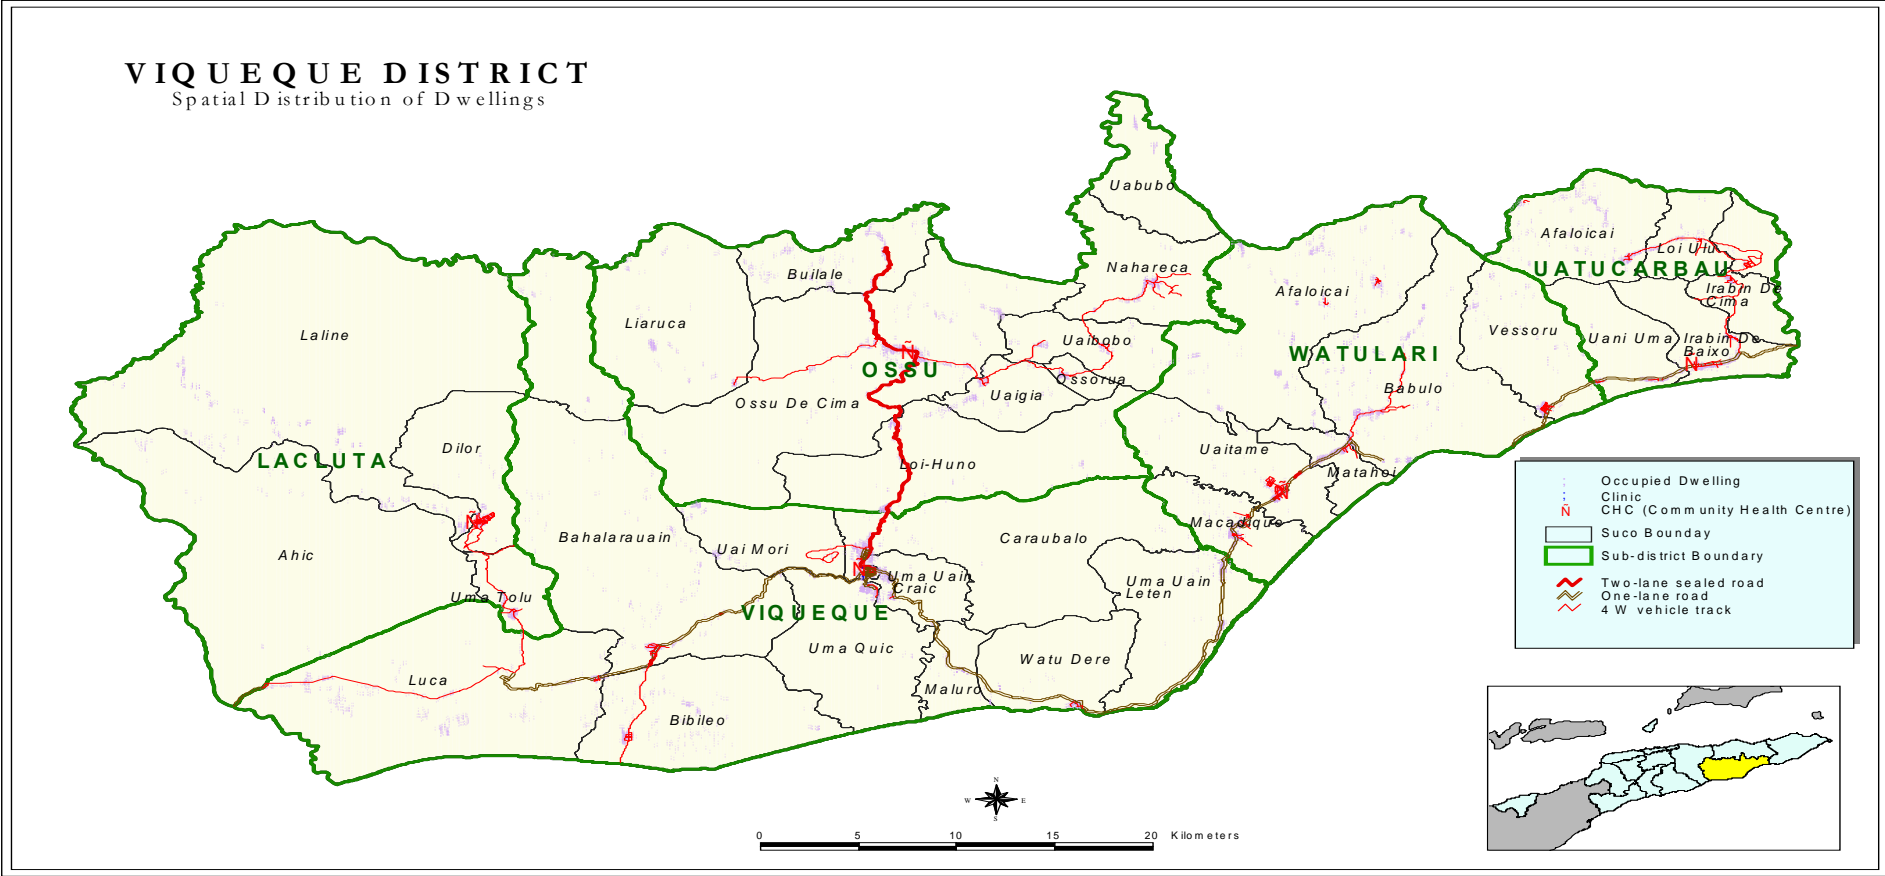 VIQUEQUE DISTRICT
Spatial Distribution of Dwellings
Uabubo
Afaloicai
Loi Ulu
UATUCARBAU
Irabin De
Cima
Builale
Nahareca
Afaloicai
Liaruca
Laline
Vessoru
Uani Uma
Irabin De
Baixo
Uaibobo
WATULARI
OSSU
Ossorua
Babulo
Ossu De Cima
Uaigia
Dilor
LACLUTA
Loi-Huno
Uaitame
Matahoi
Macadique
Ñ
Ñ
Ñ
Ñ
Ñ
Ahic
Bahalarauain
Uai Mori
Caraubalo
Uma Uain
Craic
Uma Uain
Leten
Uma Tolu
VIQUEQUE
Uma Quic
Watu Dere
Luca
Maluro
Bibileo
Occupied Dwelling
Clinic
Ñ CHC (Community Health Centre)
Suco Bounday
Sub-district Boundary
Two-lane sealed road
One-lane road
4 W vehicle track
N
W
E
S
0 5 10 15 20 Kilometers